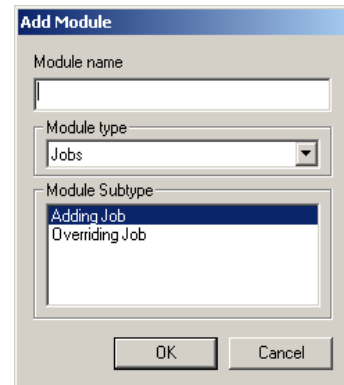 Add Module
Module name
Module type
Jobs
Module Subtype
Adding Job
Overriding Job
OK
Cancel